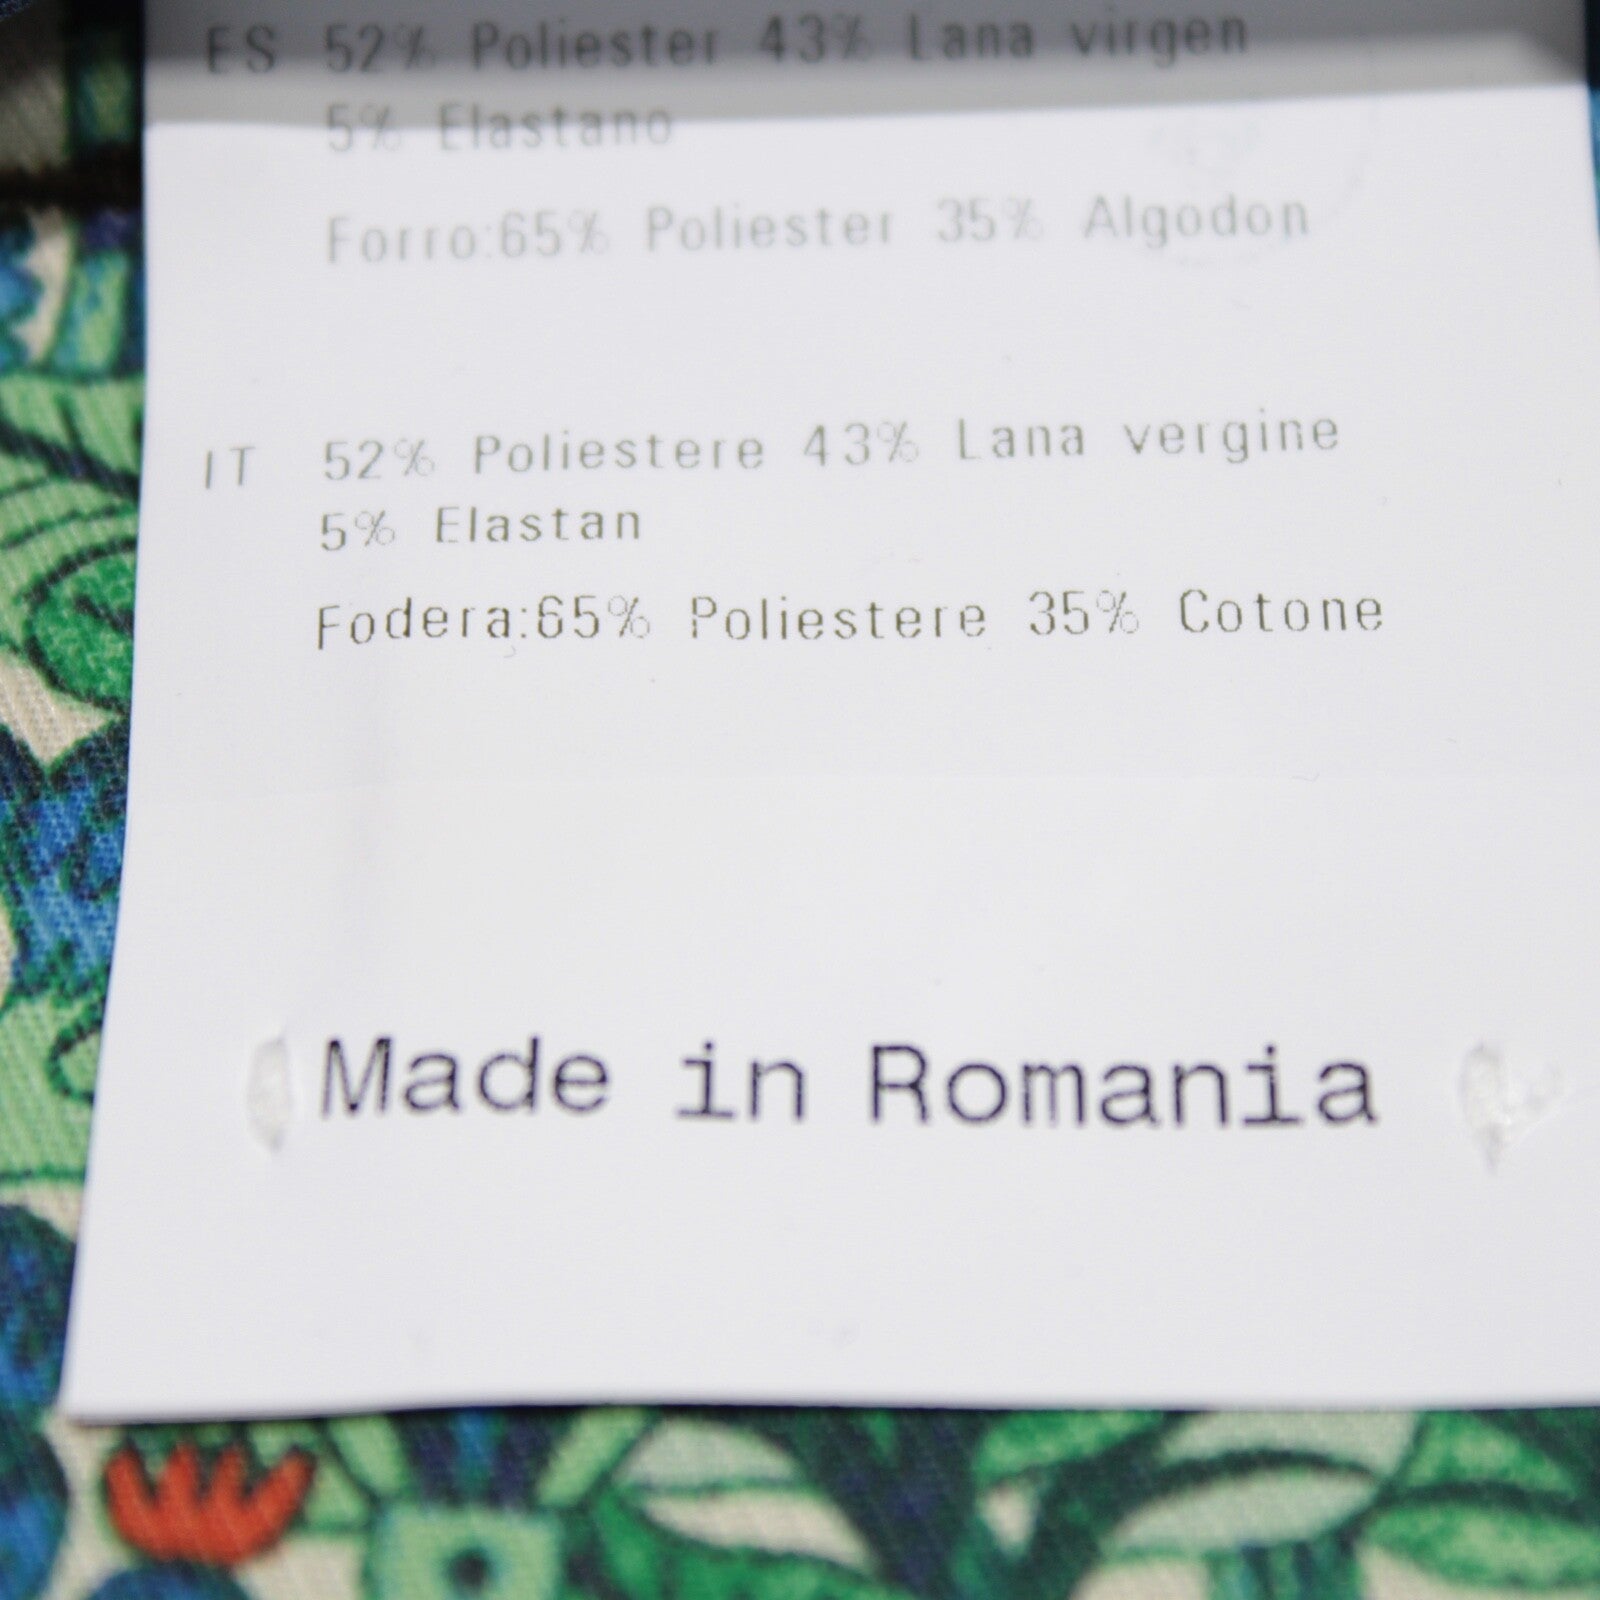 ES 52% Poliester 43% Lana virgen
5% Elastano
Forro:65% Poliester 35% Algodon
IT 52% Poliestere 43% Lana vergine
5% Elastan
Fodera:65% Poliestere 35% Cotone
Made in Romania